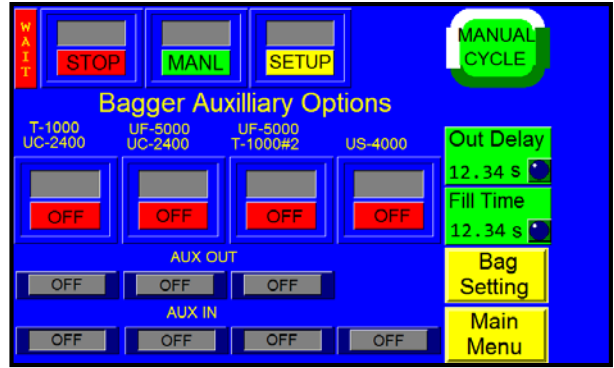 WAIT
STOP
MANL
SETUP
MANUAL
CYCLE
Bagger Auxilliary Options
T-1000
UC-2400
UF-5000
UC-2400
UF-5000
T-1000#2
US-4000
OFF
OFF
OFF
OFF
Out Delay
12.34 s
Fill Time
12.34 s
AUX OUT
OFF
OFF
OFF
Bag
Setting
AUX IN
OFF
OFF
OFF
OFF
Main
Menu